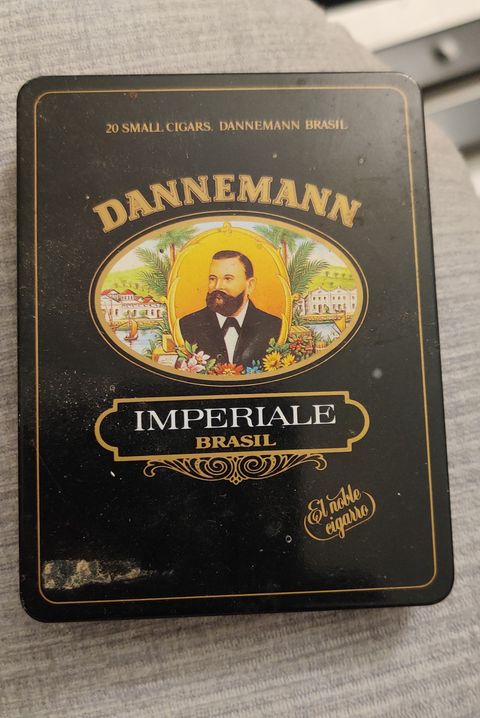 20 SMALL CIGARS. DANNEMANN BRASIL
DANNEMANN
IMPERIALE
BRASIL
El noble
cigarro